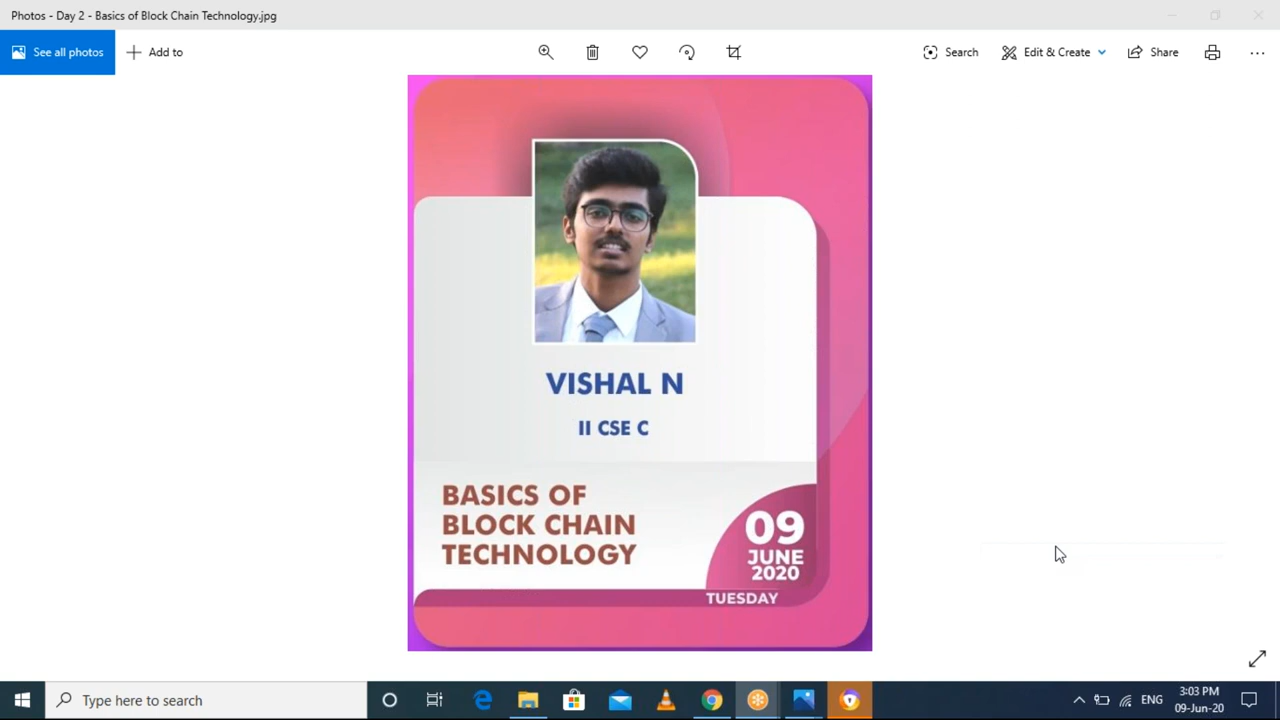 Photos - Day 2 - Basics of Block Chain Technology.jpg
See all photos
Add to
Search
Edit & Create
Share
VISHAL N
II CSE C
BASICS OF
BLOCK CHAIN
TECHNOLOGY
09
JUNE
2020
TUESDAY
Type here to search
ENG
3:03 PM
09-Jun-20